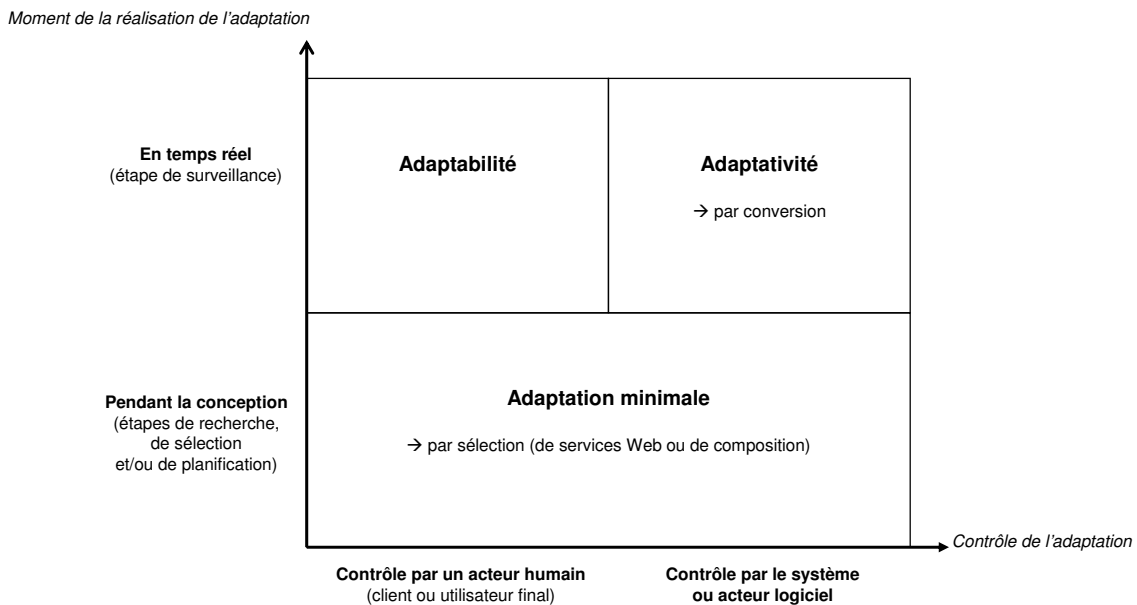 Moment de la réalisation de l’adaptation
En temps réel
(étape de surveillance)
Adaptabilité
Adaptativité
→ par conversion
Pendant la conception
(étapes de recherche,
de sélection
et/ou de planification)
Adaptation minimale
→ par sélection (de services Web ou de composition)
Contrôle de l’adaptation
Contrôle par un acteur humain
(client ou utilisateur final)
Contrôle par le système
ou acteur logiciel